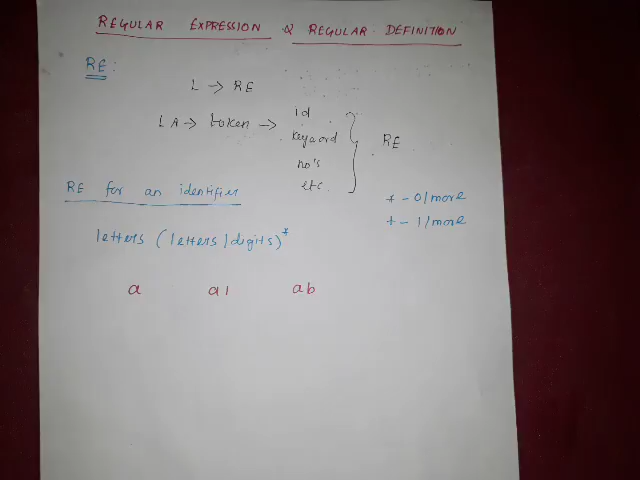 REGULAR EXPRESSION & REGULAR DEFINITION
RE:
L → RE
LA → token → id
keyword
no's
etc.
} RE
RE for an identifier
* - 0/more
+ - 1/more
letters (letters/digits)*
a a1 ab